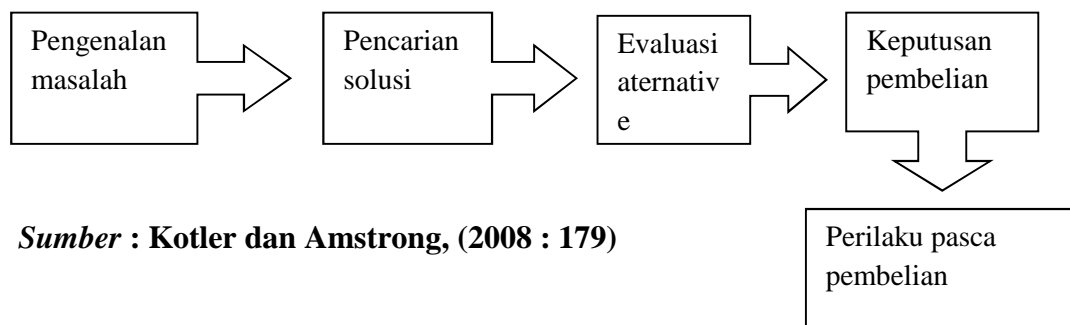 Pengenalan
masalah
Pencarian
solusi
Evaluasi
aternativ
e
Keputusan
pembelian
Sumber : Kotler dan Amstrong, (2008 : 179)
Perilaku pasca
pembelian